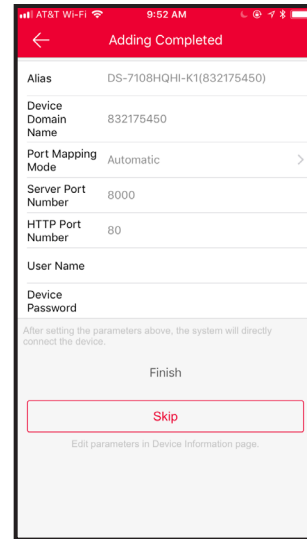 AT&T Wi-Fi 9:52 AM
Adding Completed
Alias DS-7108HQHI-K1(832175450)
Device
Domain 832175450
Name
Port Mapping Automatic
Mode
Server Port 8000
Number
HTTP Port 80
Number
User Name
Device
Password
After setting the parameters above, the system will directly
connect the device.
Finish
Skip
Edit parameters in Device Information page.